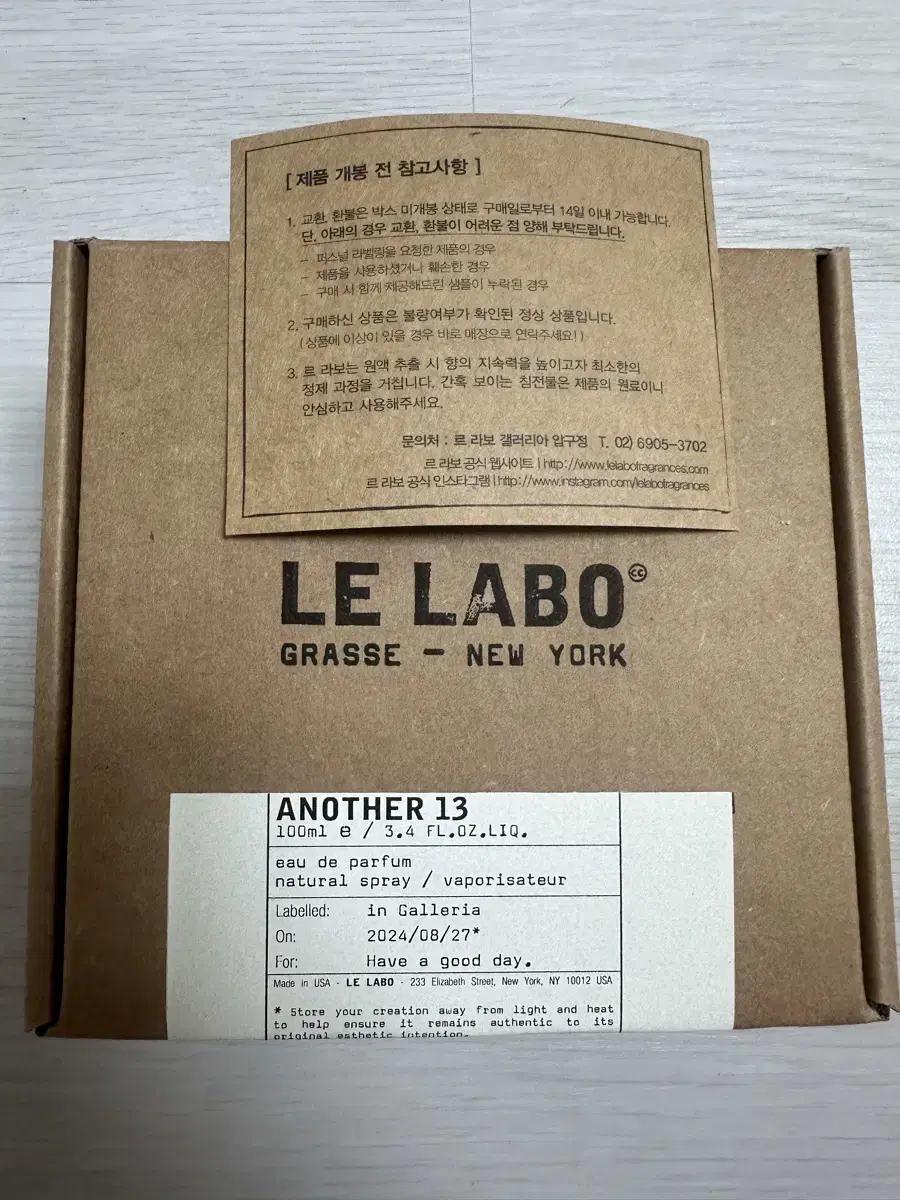 [ 제품 개봉 전 참고사항 ]
1. 교환, 환불은 박스 미개봉 상태로 구매일로부터 14일 이내 가능합니다.
단, 아래의 경우 교환, 환불이 어려운 점 양해 부탁드립니다.
– 퍼스널 라벨링을 요청한 제품의 경우
– 제품을 사용하셨거나 훼손한 경우
– 구매 시 함께 제공해드린 샘플이 누락된 경우
2. 구매하신 상품은 불량여부가 확인된 정상 상품입니다.
(상품에 이상이 있을 경우 바로 매장으로 연락주세요!)
3. 르 라보는 원액 추출 시 향의 지속력을 높이고자 최소한의
정제 과정을 거칩니다. 간혹 보이는 침전물은 제품의 원료이니
안심하고 사용해주세요.
문의처 : 르 라보 갤러리아 압구정 T. 02) 6905-3702
르 라보 공식 웹사이트 | http://www.lelabofragrances.com
르 라보 공식 인스타그램 | http://www.instagram.com/lelabofragrances
LE LABO cc
GRASSE – NEW YORK
ANOTHER 13
100ml e / 3.4 FL.OZ.LIQ.
eau de parfum
natural spray / vaporisateur
Labelled: in Galleria
On: 2024/08/27*
For: Have a good day.
Made in USA - LE LABO - 233 Elizabeth Street, New York, NY 10012 USA
* Store your creation away from light and heat
to help ensure it remains authentic to its
original esthetic intention.